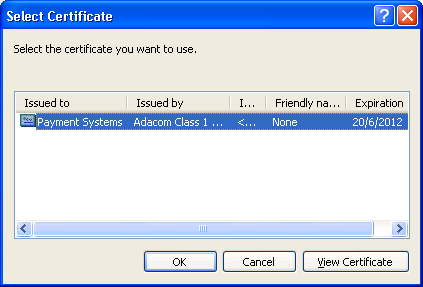 Select Certificate
Select the certificate you want to use.
Issued to Issued by I... Friendly na... Expiration
Payment Systems Adacom Class 1 ... <... None 20/6/2012
OK Cancel View Certificate